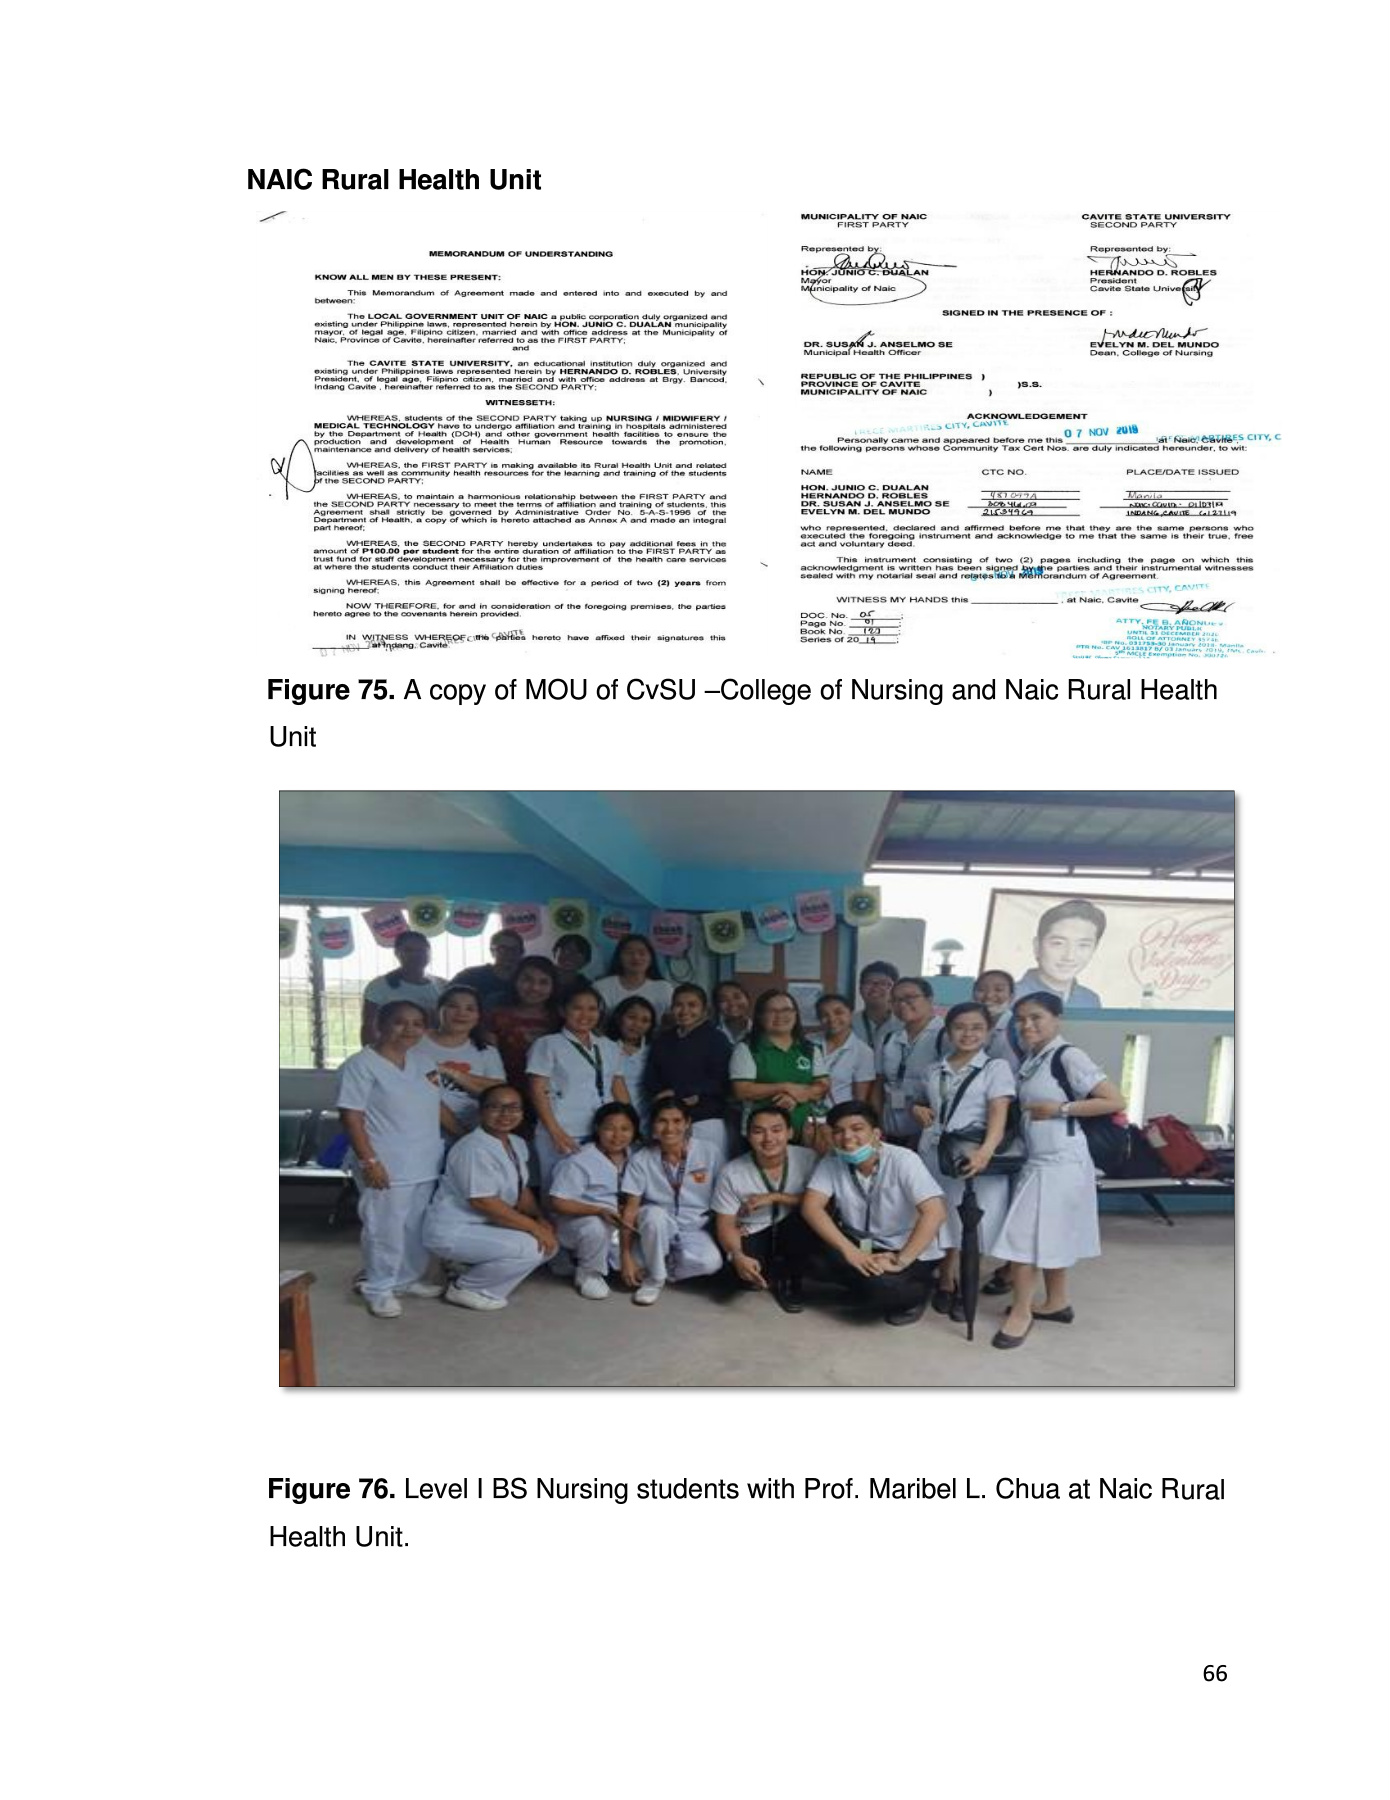 NAIC Rural Health Unit
MEMORANDUM OF UNDERSTANDING
KNOW ALL MEN BY THESE PRESENT:
This Memorandum of Agreement made and entered into and executed by and
between:
The LOCAL GOVERNMENT UNIT OF NAIC a public corporation duly organized and
existing under Philippine laws, represented herein by HON. JUNIO C. DUALAN municipality
mayor, of legal age, Filipino citizen, married and with office address at the Municipality of
Naic, Province of Cavite, hereinafter referred to as the FIRST PARTY;
and
The CAVITE STATE UNIVERSITY, an educational institution duly organized and
existing under Philippines laws represented herein by HERNANDO D. ROBLES, University
President, of legal age, Filipino citizen, married and with office address at Brgy. Bancod,
Indang Cavite , hereinafter referred to as the SECOND PARTY;
WITNESSETH:
WHEREAS, students of the SECOND PARTY taking up NURSING / MIDWIFERY /
MEDICAL TECHNOLOGY have to undergo affiliation and training in hospitals administered
by the Department of Health (DOH) and other government health facilities to ensure the
production and development of Health Human Resource towards the promotion,
maintenance and delivery of health services;
WHEREAS, the FIRST PARTY is making available its Rural Health Unit and related
facilities as well as community health resources for the learning and training of the students
of the SECOND PARTY;
WHEREAS, to maintain a harmonious relationship between the FIRST PARTY and
the SECOND PARTY necessary to meet the terms of affiliation and training of students, this
Agreement shall strictly be governed by Administrative Order No. 5-A-S-1996 of the
Department of Health, a copy of which is hereto attached as Annex A and made an integral
part hereof;
WHEREAS, the SECOND PARTY hereby undertakes to pay additional fees in the
amount of P100.00 per student for the entire duration of affiliation to the FIRST PARTY as
trust fund for staff development necessary for the improvement of the health care services
at where the students conduct their Affiliation duties
WHEREAS, this Agreement shall be effective for a period of two (2) years from
signing hereof;
NOW THEREFORE, for and in consideration of the foregoing premises, the parties
hereto agree to the covenants herein provided.
IN WITNESS WHEREOF, the parties hereto have affixed their signatures this
at Indang, Cavite.
MUNICIPALITY OF NAIC
FIRST PARTY
CAVITE STATE UNIVERSITY
SECOND PARTY
Represented by:
HON. JUNIO C. DUALAN
Mayor
Municipality of Naic
Represented by:
HERNANDO D. ROBLES
President
Cavite State University
SIGNED IN THE PRESENCE OF :
DR. SUSAN J. ANSELMO SE
Municipal Health Officer
EVELYN M. DEL MUNDO
Dean, College of Nursing
REPUBLIC OF THE PHILIPPINES )
PROVINCE OF CAVITE )S.S.
MUNICIPALITY OF NAIC )
ACKNOWLEDGEMENT
TRECE MARTIRES CITY, CAVITE
Personally came and appeared before me this 07 NOV 2019 at Naic, Cavite,
the following persons whose Community Tax Cert Nos. are duly indicated hereunder, to wit:
NAME CTC NO. PLACE/DATE ISSUED
HON. JUNIO C. DUALAN
HERNANDO D. ROBLES Manila
DR. SUSAN J. ANSELMO SE
EVELYN M. DEL MUNDO 21534969 INDANG, CAVITE
who represented, declared and affirmed before me that they are the same persons who
executed the foregoing instrument and acknowledge to me that the same is their true, free
act and voluntary deed.
This instrument consisting of two (2) pages including the page on which this
acknowledgment is written has been signed by the parties and their instrumental witnesses
sealed with my notarial seal and relates to a Memorandum of Agreement.
WITNESS MY HANDS this , at Naic, Cavite
DOC. No. 05 ;
Page No. 01 ;
Book No. ;
Series of 2019 ;
NOTARY PUBLIC
Figure 75. A copy of MOU of CvSU –College of Nursing and Naic Rural Health
Unit
Happy
Valentines
Day
Figure 76. Level I BS Nursing students with Prof. Maribel L. Chua at Naic Rural
Health Unit.
66